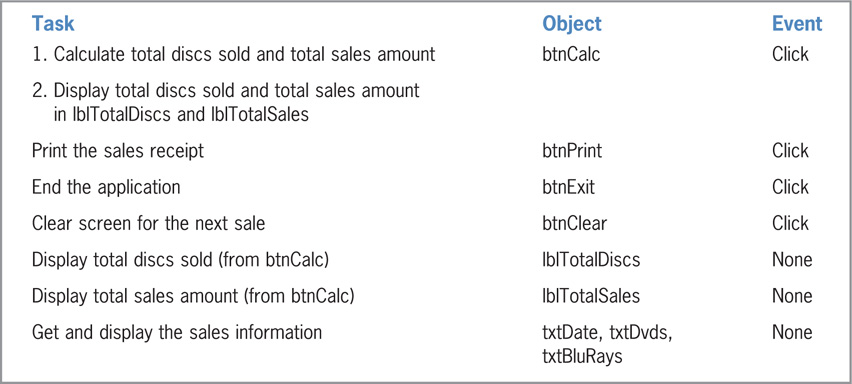 Task Object Event
1. Calculate total discs sold and total sales amount btnCalc Click
2. Display total discs sold and total sales amount
in lblTotalDiscs and lblTotalSales
Print the sales receipt btnPrint Click
End the application btnExit Click
Clear screen for the next sale btnClear Click
Display total discs sold (from btnCalc) lblTotalDiscs None
Display total sales amount (from btnCalc) lblTotalSales None
Get and display the sales information txtDate, txtDvds, None
txtBluRays